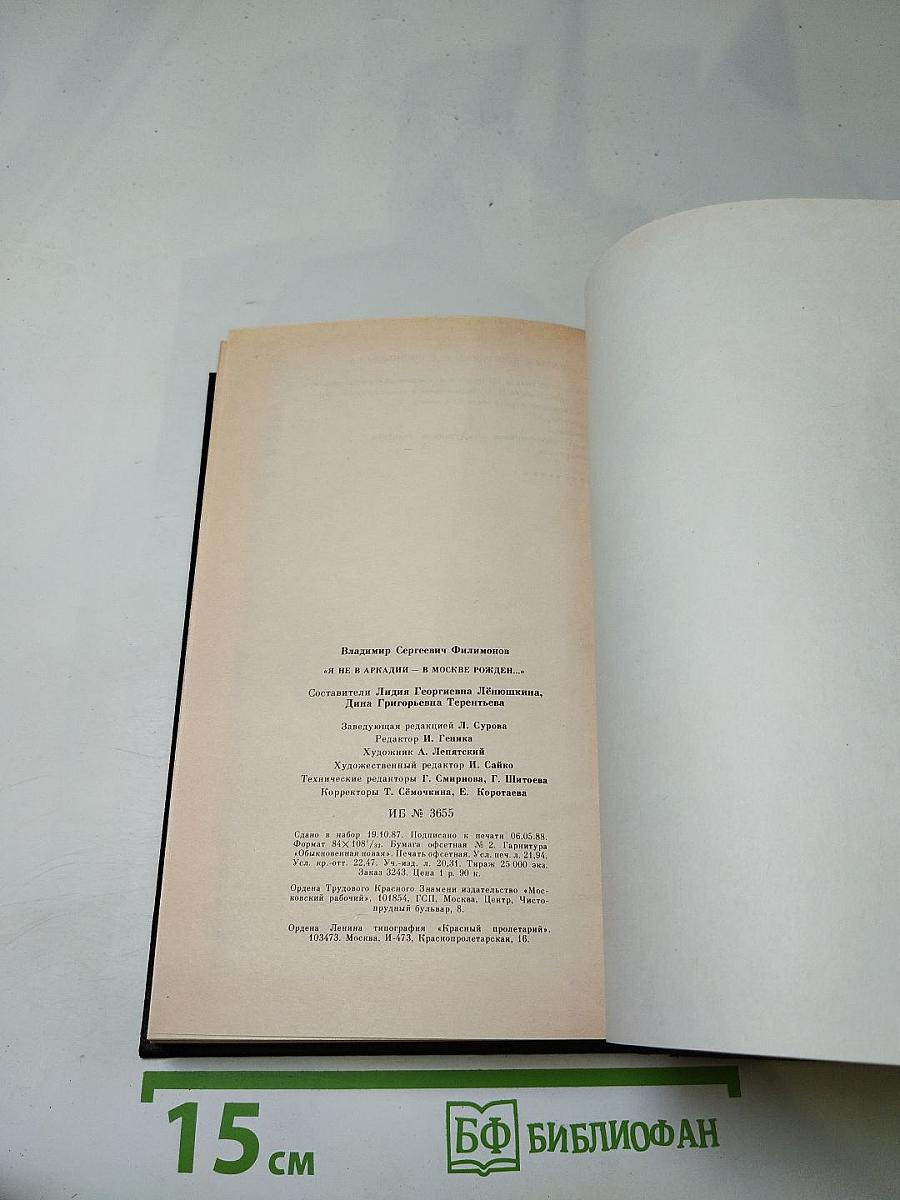 Владимир Сергеевич Филимонов
«Я НЕ В АРКАДИИ — В МОСКВЕ РОЖДЕН...»
Составители Лидия Георгиевна Лёнюшкина,
Дина Григорьевна Терентьева
Заведующая редакцией Л. Сурова
Редактор И. Геника
Художник А. Лепятский
Художественный редактор И. Сайко
Технические редакторы Г. Смирнова, Г. Шитоева
Корректоры Т. Сёмочкина, Е. Коротаева
ИБ № 3655
Сдано в набор 19.10.87. Подписано к печати 06.05.88.
Формат 84×108¹/₃₂. Бумага офсетная № 2. Гарнитура
«Обыкновенная новая». Печать офсетная. Усл. печ. л. 21,94.
Усл. кр.-отт. 22,47. Уч.-изд. л. 20,31. Тираж 25 000 экз.
Заказ 3243. Цена 1 р. 90 к.
Ордена Трудового Красного Знамени издательство «Мос-
ковский рабочий», 101854, ГСП, Москва, Центр, Чисто-
прудный бульвар, 8.
Ордена Ленина типография «Красный пролетарий».
103473. Москва, И-473, Краснопролетарская, 16.
15 см
БФ БИБЛИОФАН